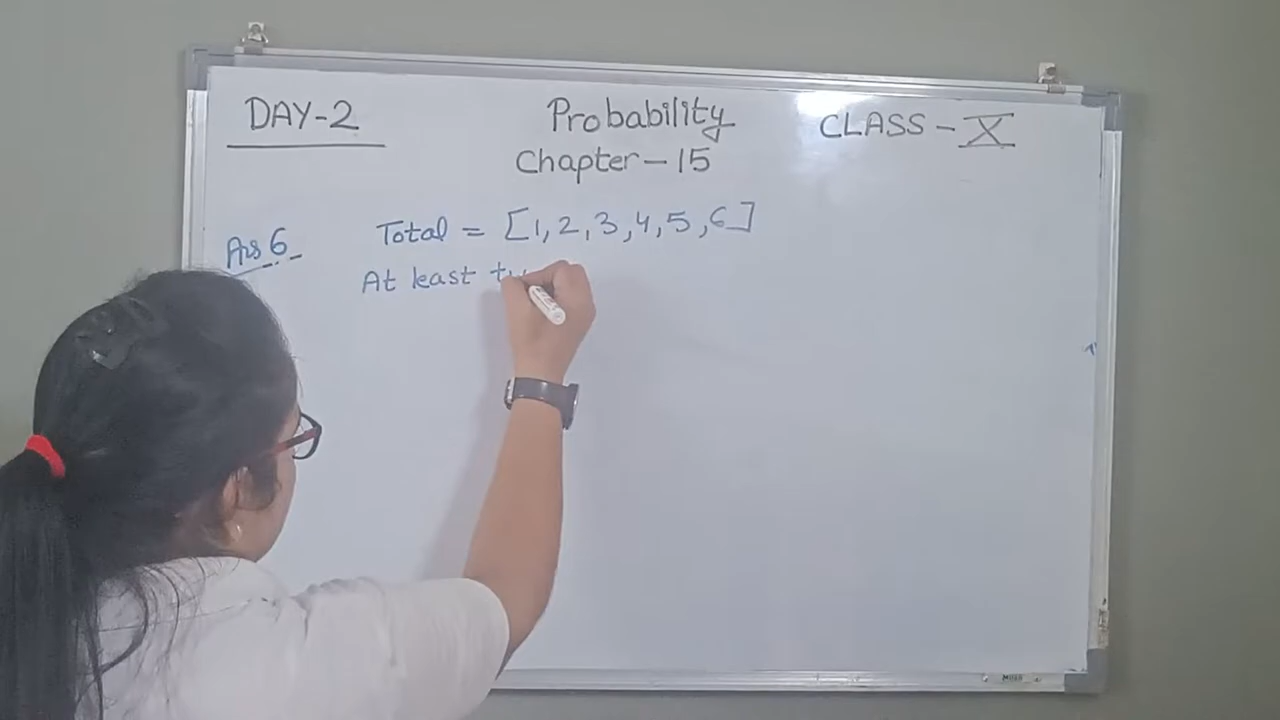 DAY-2
Probability
CLASS - X
Chapter - 15
Ans 6
Total = [1, 2, 3, 4, 5, 6]
At least